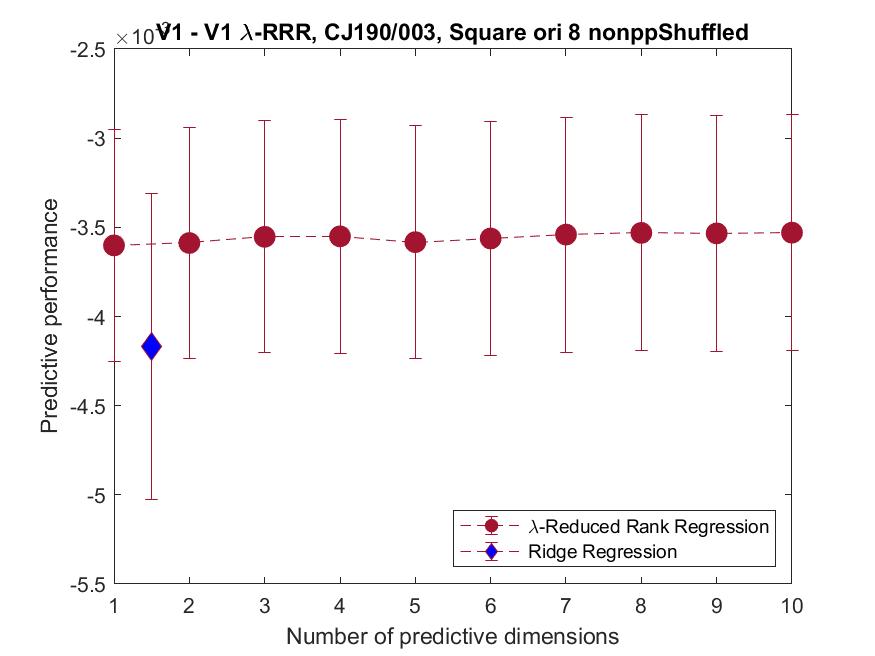 V1 - V1 λ-RRR, CJ190/003, Square ori 8 nonppShuffled
×10
-2.5
-3
-3.5
-4
-4.5
-5
-5.5
Predictive performance
λ-Reduced Rank Regression
Ridge Regression
1 2 3 4 5 6 7 8 9 10
Number of predictive dimensions